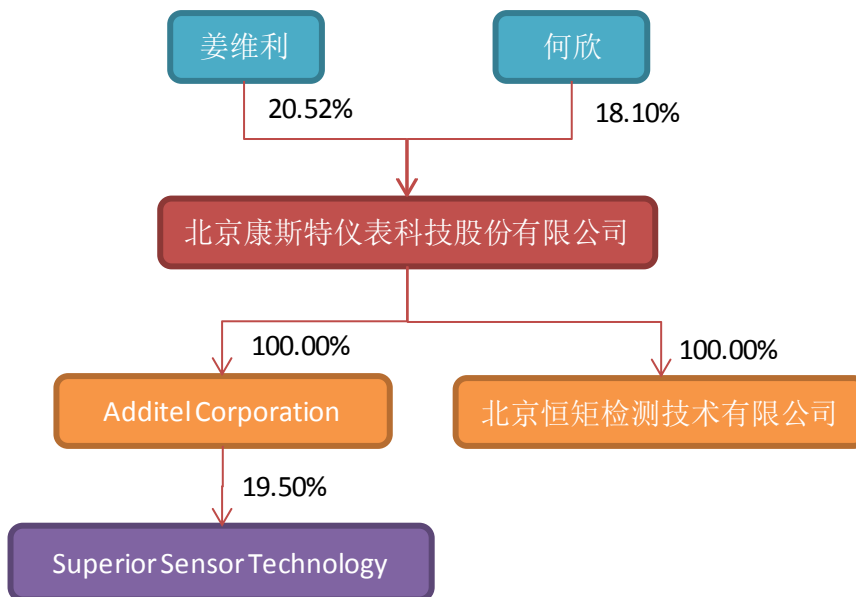 姜维利
何欣
20.52%
18.10%
北京康斯特仪表科技股份有限公司
100.00%
100.00%
Additel Corporation
北京恒矩检测技术有限公司
19.50%
Superior Sensor Technology